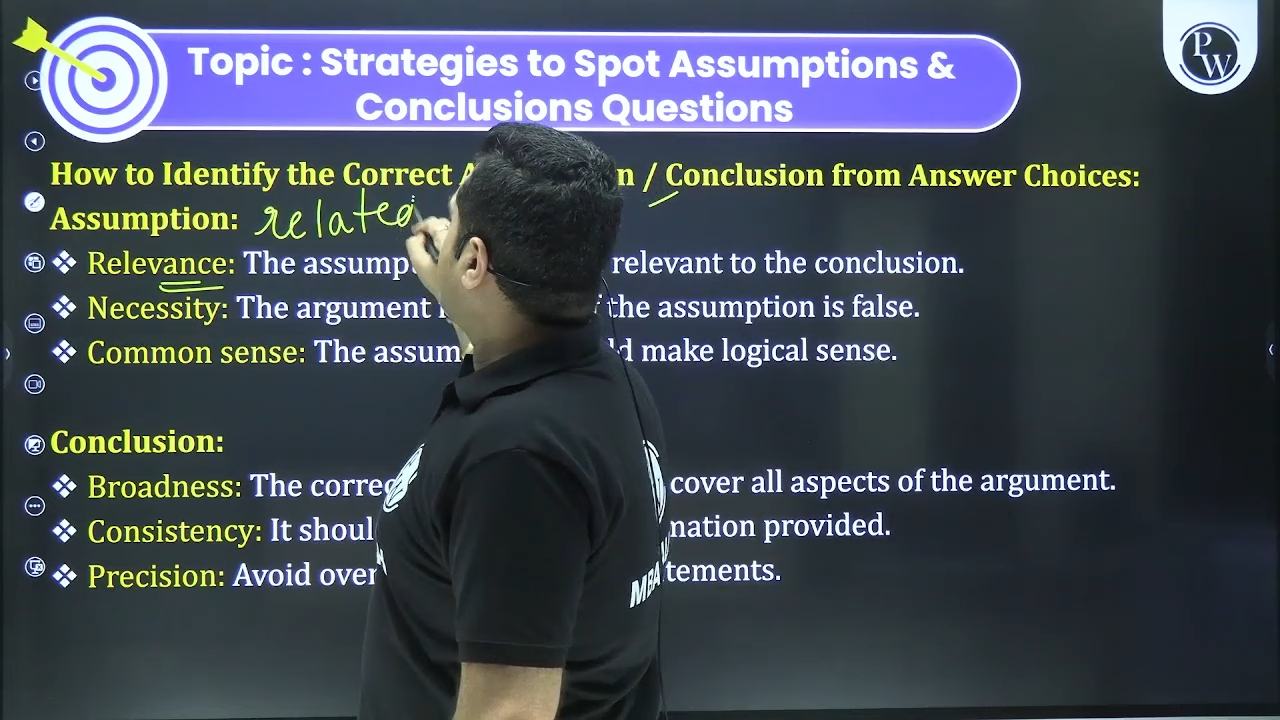 Topic : Strategies to Spot Assumptions &
Conclusions Questions
PW
How to Identify the Correct A n / Conclusion from Answer Choices:
Assumption: related
❖ Relevance: The assump relevant to the conclusion.
❖ Necessity: The argument f the assumption is false.
❖ Common sense: The assum ld make logical sense.
Conclusion:
❖ Broadness: The correc cover all aspects of the argument.
❖ Consistency: It shoul mation provided.
❖ Precision: Avoid over tements.
MBA